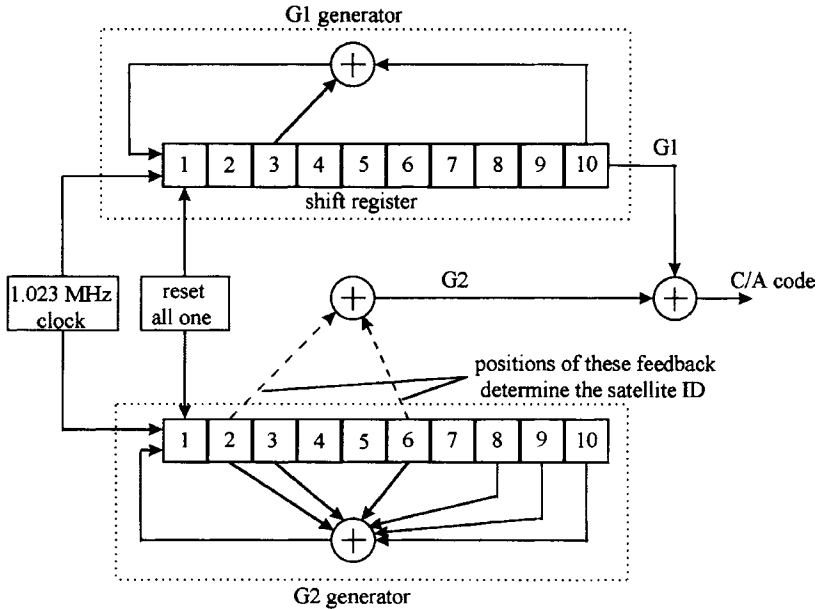 G1 generator
1 2 3 4 5 6 7 8 9 10
G1
shift register
1.023 MHz
clock
reset
all one
G2
C/A code
positions of these feedback
determine the satellite ID
1 2 3 4 5 6 7 8 9 10
G2 generator